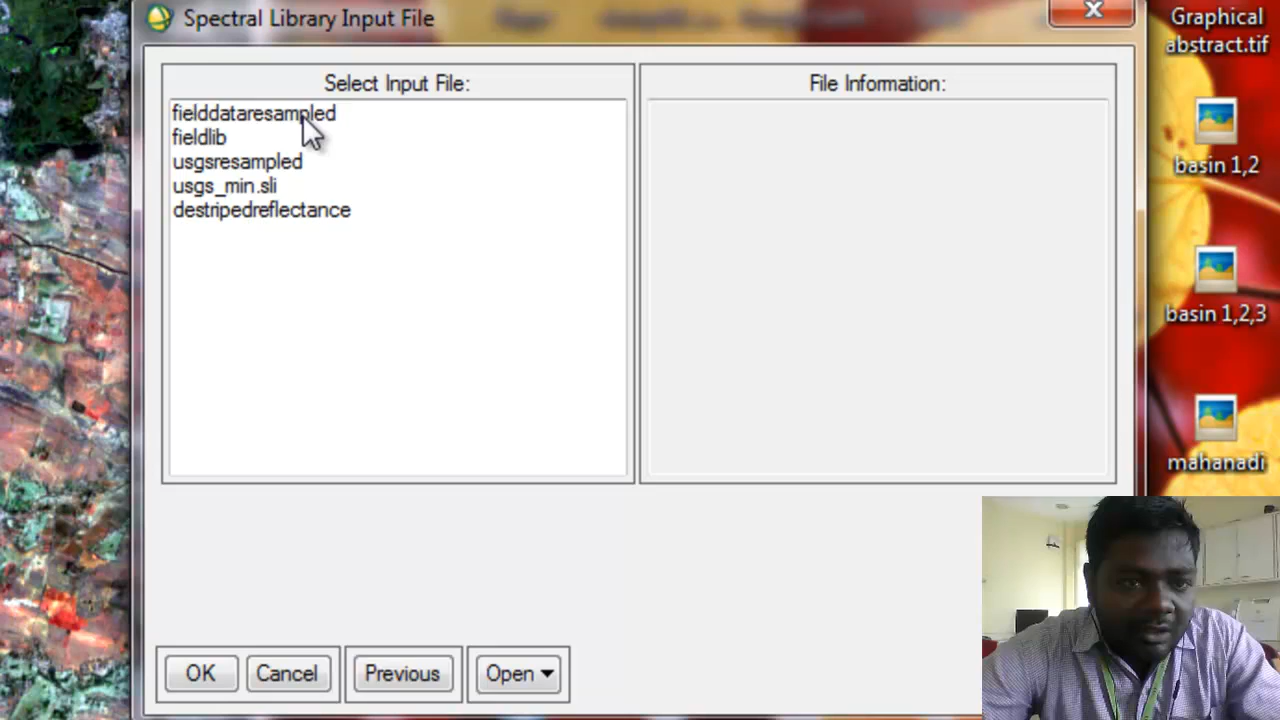 Spectral Library Input File
Select Input File:
fielddataresampled
fieldlib
usgsresampled
usgs_min.sli
destripedreflectance
File Information:
OK
Cancel
Previous
Open
Graphical
abstract.tif
basin 1,2
basin 1,2,3
mahanadi